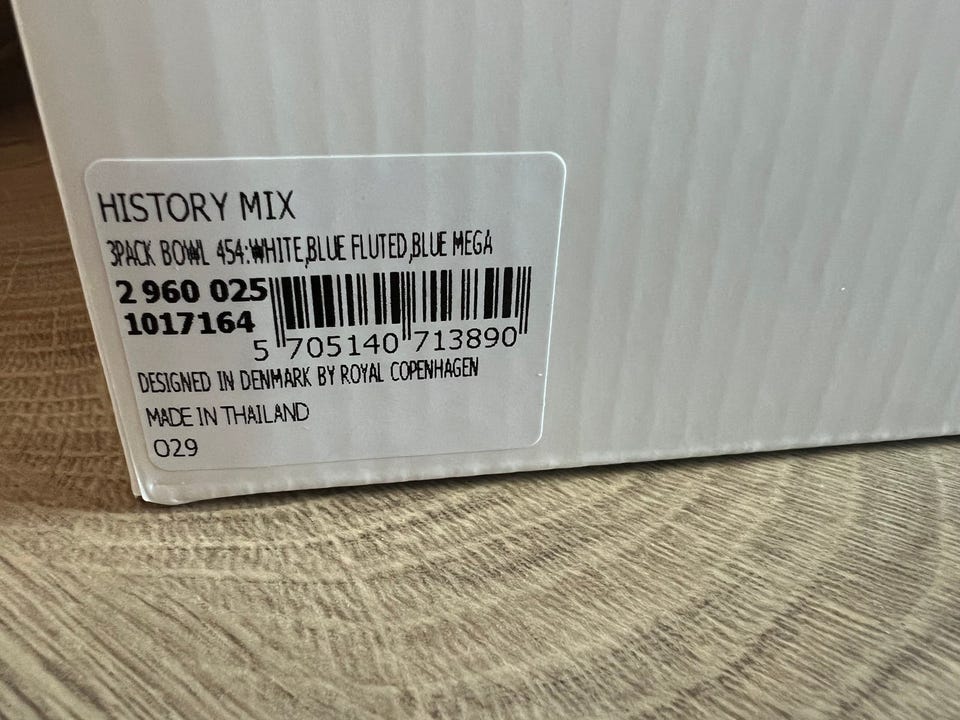 HISTORY MIX
3PACK BOWL 454:WHITE,BLUE FLUTED,BLUE MEGA
2 960 025
1017164
5 705140 713890
DESIGNED IN DENMARK BY ROYAL COPENHAGEN
MADE IN THAILAND
029